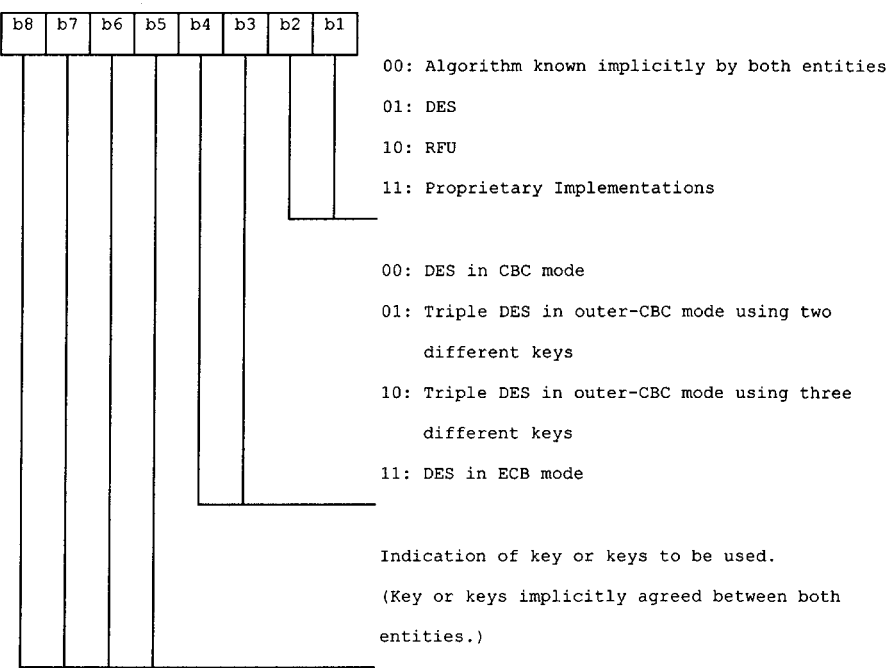 b8 b7 b6 b5 b4 b3 b2 b1
00: Algorithm known implicitly by both entities
01: DES
10: RFU
11: Proprietary Implementations
00: DES in CBC mode
01: Triple DES in outer-CBC mode using two
different keys
10: Triple DES in outer-CBC mode using three
different keys
11: DES in ECB mode
Indication of key or keys to be used.
(Key or keys implicitly agreed between both
entities.)